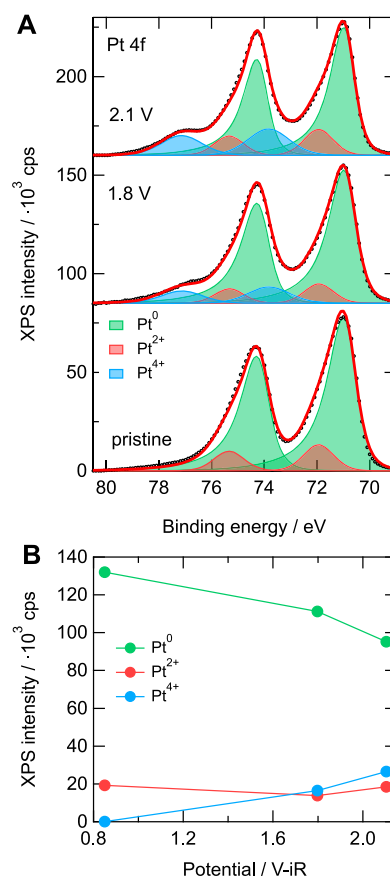 A
Pt 4f
2.1 V
1.8 V
Pt⁰
Pt²⁺
Pt⁴⁺
pristine
XPS intensity / ·10³ cps
200
150
100
50
0
80 78 76 74 72 70
Binding energy / eV
B
XPS intensity / ·10³ cps
140
120
100
80
60
40
20
0
Pt⁰
Pt²⁺
Pt⁴⁺
0.8 1.2 1.6 2.0
Potential / V-iR